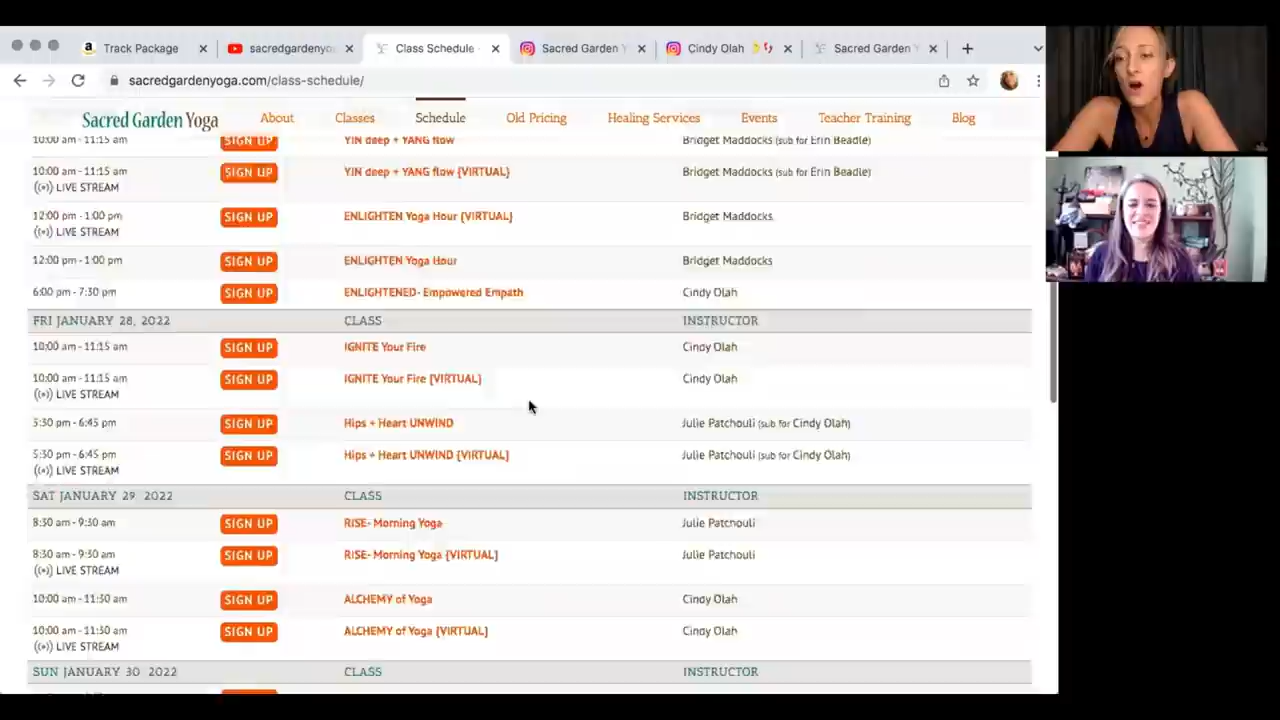 Track Package
sacredgardenyo
Class Schedule -
Sacred Garden Y
Cindy Olah
Sacred Garden Y
sacredgardenyoga.com/class-schedule/
Sacred Garden Yoga
About Classes Schedule Old Pricing Healing Services Events Teacher Training Blog
10:00 am - 11:15 am SIGN UP YIN deep + YANG flow Bridget Maddocks (sub for Erin Beadle)
10:00 am - 11:15 am SIGN UP YIN deep + YANG flow {VIRTUAL} Bridget Maddocks (sub for Erin Beadle)
((•)) LIVE STREAM
12:00 pm - 1:00 pm SIGN UP ENLIGHTEN Yoga Hour {VIRTUAL} Bridget Maddocks
((•)) LIVE STREAM
12:00 pm - 1:00 pm SIGN UP ENLIGHTEN Yoga Hour Bridget Maddocks
6:00 pm - 7:30 pm SIGN UP ENLIGHTENED- Empowered Empath Cindy Olah
FRI JANUARY 28, 2022 CLASS INSTRUCTOR
10:00 am - 11:15 am SIGN UP IGNITE Your Fire Cindy Olah
10:00 am - 11:15 am SIGN UP IGNITE Your Fire {VIRTUAL} Cindy Olah
((•)) LIVE STREAM
5:30 pm - 6:45 pm SIGN UP Hips + Heart UNWIND Julie Patchouli (sub for Cindy Olah)
5:30 pm - 6:45 pm SIGN UP Hips + Heart UNWIND {VIRTUAL} Julie Patchouli (sub for Cindy Olah)
((•)) LIVE STREAM
SAT JANUARY 29, 2022 CLASS INSTRUCTOR
8:30 am - 9:30 am SIGN UP RISE- Morning Yoga Julie Patchouli
8:30 am - 9:30 am SIGN UP RISE- Morning Yoga {VIRTUAL} Julie Patchouli
((•)) LIVE STREAM
10:00 am - 11:30 am SIGN UP ALCHEMY of Yoga Cindy Olah
10:00 am - 11:30 am SIGN UP ALCHEMY of Yoga {VIRTUAL} Cindy Olah
((•)) LIVE STREAM
SUN JANUARY 30, 2022 CLASS INSTRUCTOR